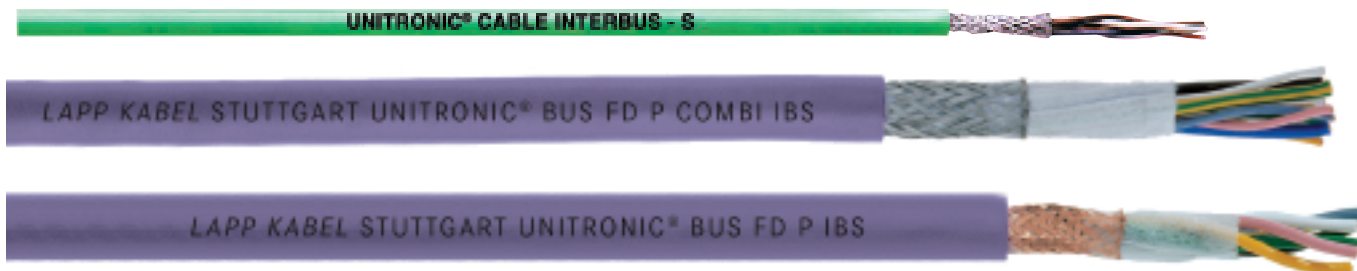 UNITRONIC® CABLE INTERBUS - S
LAPP KABEL STUTTGART UNITRONIC® BUS FD P COMBI IBS
LAPP KABEL STUTTGART UNITRONIC® BUS FD P IBS